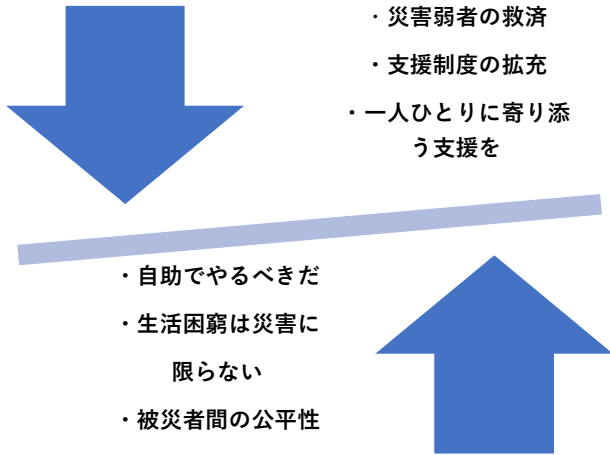 ・災害弱者の救済
・支援制度の拡充
・一人ひとりに寄り添
う支援を
・自助でやるべきだ
・生活困窮は災害に
限らない
・被災者間の公平性